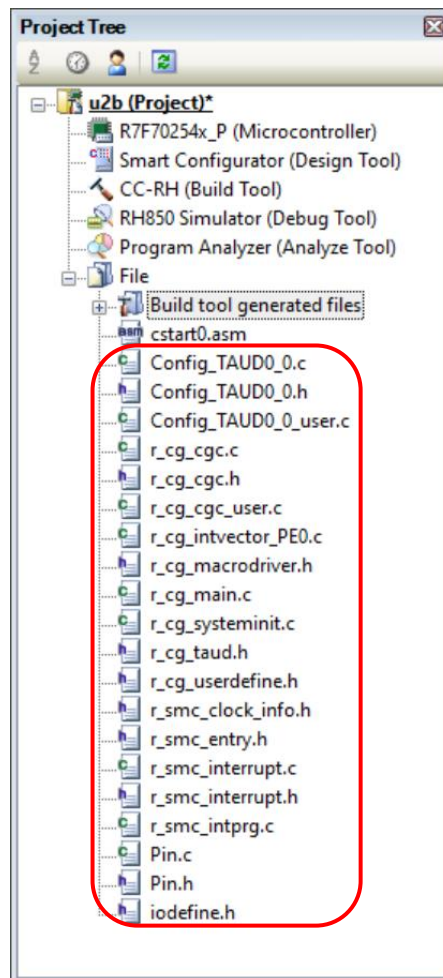 Project Tree
u2b (Project)*
R7F70254x_P (Microcontroller)
Smart Configurator (Design Tool)
CC-RH (Build Tool)
RH850 Simulator (Debug Tool)
Program Analyzer (Analyze Tool)
File
Build tool generated files
cstart0.asm
Config_TAUD0_0.c
Config_TAUD0_0.h
Config_TAUD0_0_user.c
r_cg_cgc.c
r_cg_cgc.h
r_cg_cgc_user.c
r_cg_intvector_PE0.c
r_cg_macrodriver.h
r_cg_main.c
r_cg_systeminit.c
r_cg_taud.h
r_cg_userdefine.h
r_smc_clock_info.h
r_smc_entry.h
r_smc_interrupt.c
r_smc_interrupt.h
r_smc_intprg.c
Pin.c
Pin.h
iodefine.h